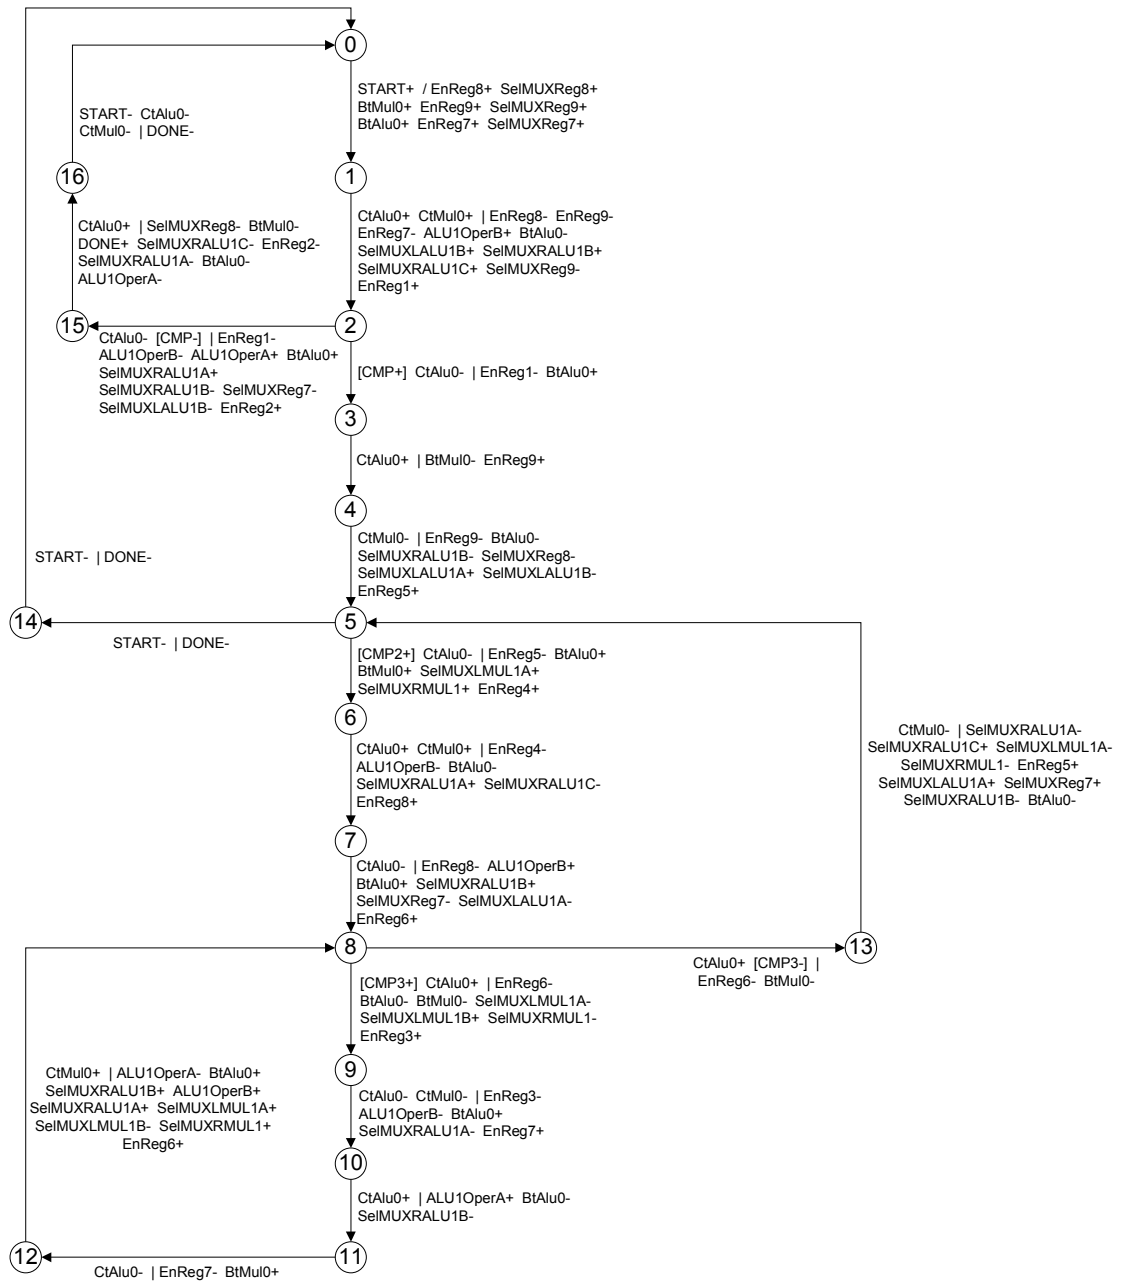 0
START+ / EnReg8+ SelMUXReg8+
BtMul0+ EnReg9+ SelMUXReg9+
BtAlu0+ EnReg7+ SelMUXReg7+
START- CtAlu0-
CtMul0- | DONE-
16
1
CtAlu0+ | SelMUXReg8- BtMul0-
DONE+ SelMUXRALU1C- EnReg2-
SelMUXRALU1A- BtAlu0-
ALU1OperA-
CtAlu0+ CtMul0+ | EnReg8- EnReg9-
EnReg7- ALU1OperB+ BtAlu0-
SelMUXLALU1B+ SelMUXRALU1B+
SelMUXRALU1C+ SelMUXReg9-
EnReg1+
15
2
CtAlu0- [CMP-] | EnReg1-
ALU1OperB- ALU1OperA+ BtAlu0+
SelMUXRALU1A+
SelMUXRALU1B- SelMUXReg7-
SelMUXLALU1B- EnReg2+
[CMP+] CtAlu0- | EnReg1- BtAlu0+
3
CtAlu0+ | BtMul0- EnReg9+
4
CtMul0- | EnReg9- BtAlu0-
SelMUXRALU1B- SelMUXReg8-
SelMUXLALU1A+ SelMUXLALU1B-
EnReg5+
START- | DONE-
14
5
START- | DONE-
[CMP2+] CtAlu0- | EnReg5- BtAlu0+
BtMul0+ SelMUXLMUL1A+
SelMUXRMUL1+ EnReg4+
6
CtAlu0+ CtMul0+ | EnReg4-
ALU1OperB- BtAlu0-
SelMUXRALU1A+ SelMUXRALU1C-
EnReg8+
CtMul0- | SelMUXRALU1A-
SelMUXRALU1C+ SelMUXLMUL1A-
SelMUXRMUL1- EnReg5+
SelMUXLALU1A+ SelMUXReg7+
SelMUXRALU1B- BtAlu0-
7
CtAlu0- | EnReg8- ALU1OperB+
BtAlu0+ SelMUXRALU1B+
SelMUXReg7- SelMUXLALU1A-
EnReg6+
8
13
CtAlu0+ [CMP3-] |
EnReg6- BtMul0-
[CMP3+] CtAlu0+ | EnReg6-
BtAlu0- BtMul0- SelMUXLMUL1A-
SelMUXLMUL1B+ SelMUXRMUL1-
EnReg3+
9
CtMul0+ | ALU1OperA- BtAlu0+
SelMUXRALU1B+ ALU1OperB+
SelMUXRALU1A+ SelMUXLMUL1A+
SelMUXLMUL1B- SelMUXRMUL1+
EnReg6+
CtAlu0- CtMul0- | EnReg3-
ALU1OperB- BtAlu0+
SelMUXRALU1A- EnReg7+
10
CtAlu0+ | ALU1OperA+ BtAlu0-
SelMUXRALU1B-
12
11
CtAlu0- | EnReg7- BtMul0+